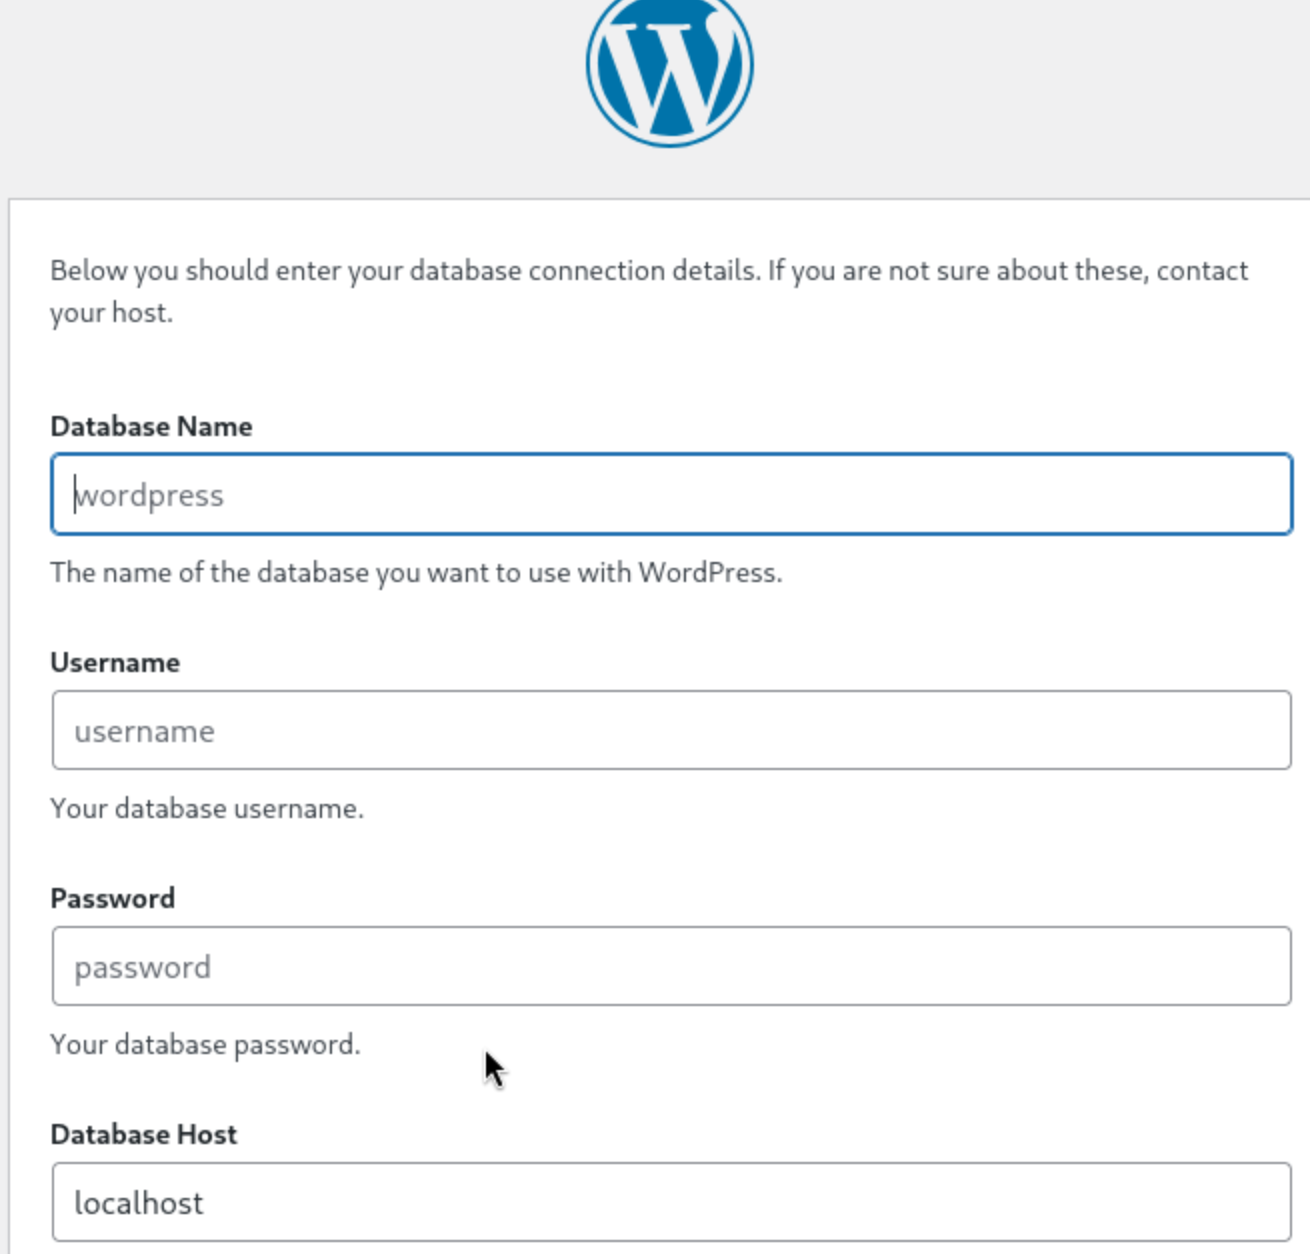 W
Below you should enter your database connection details. If you are not sure about these, contact
your host.
Database Name
wordpress
The name of the database you want to use with WordPress.
Username
username
Your database username.
Password
password
Your database password.
Database Host
localhost